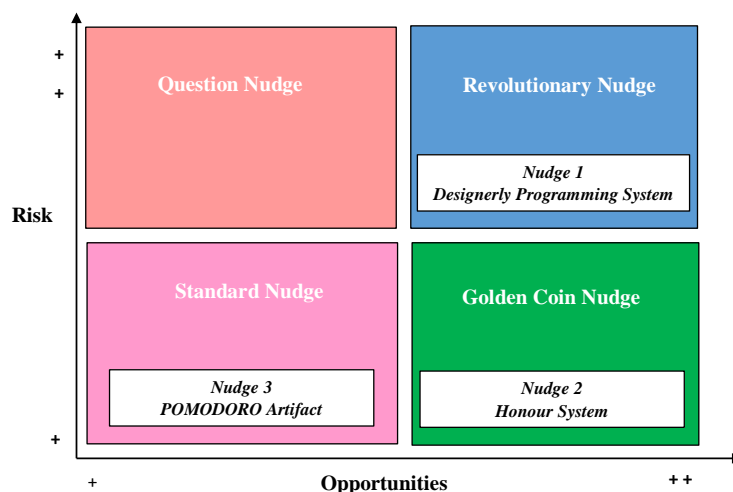 +
+
Question Nudge
Revolutionary Nudge
Nudge 1
Designerly Programming System
Risk
Standard Nudge
Golden Coin Nudge
Nudge 3
POMODORO Artifact
Nudge 2
Honour System
+
+
Opportunities
++